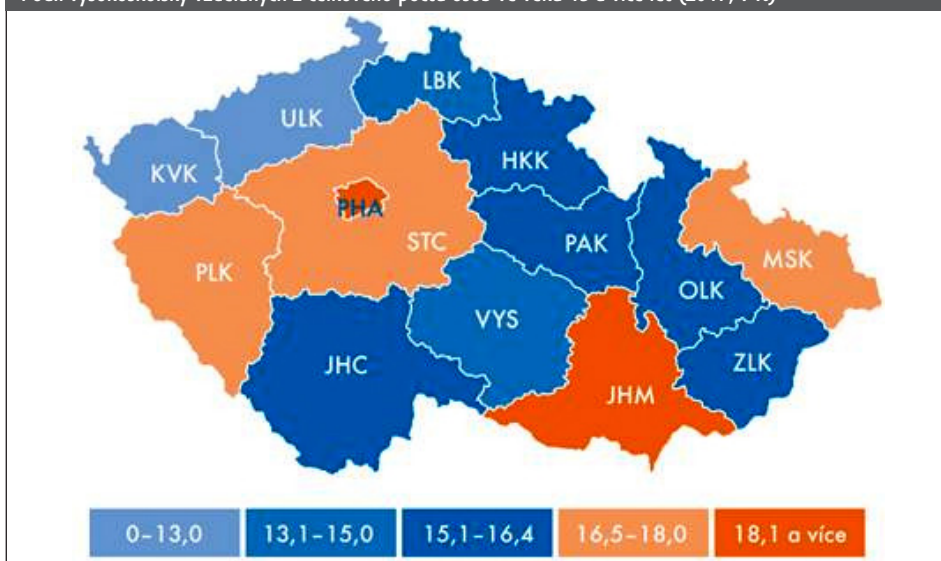 LBK
ULK
HKK
KVK
PHA
STC
PAK
MSK
PLK
OLK
VYS
JHC
ZLK
JHM
0–13,0
13,1–15,0
15,1–16,4
16,5–18,0
18,1 a více